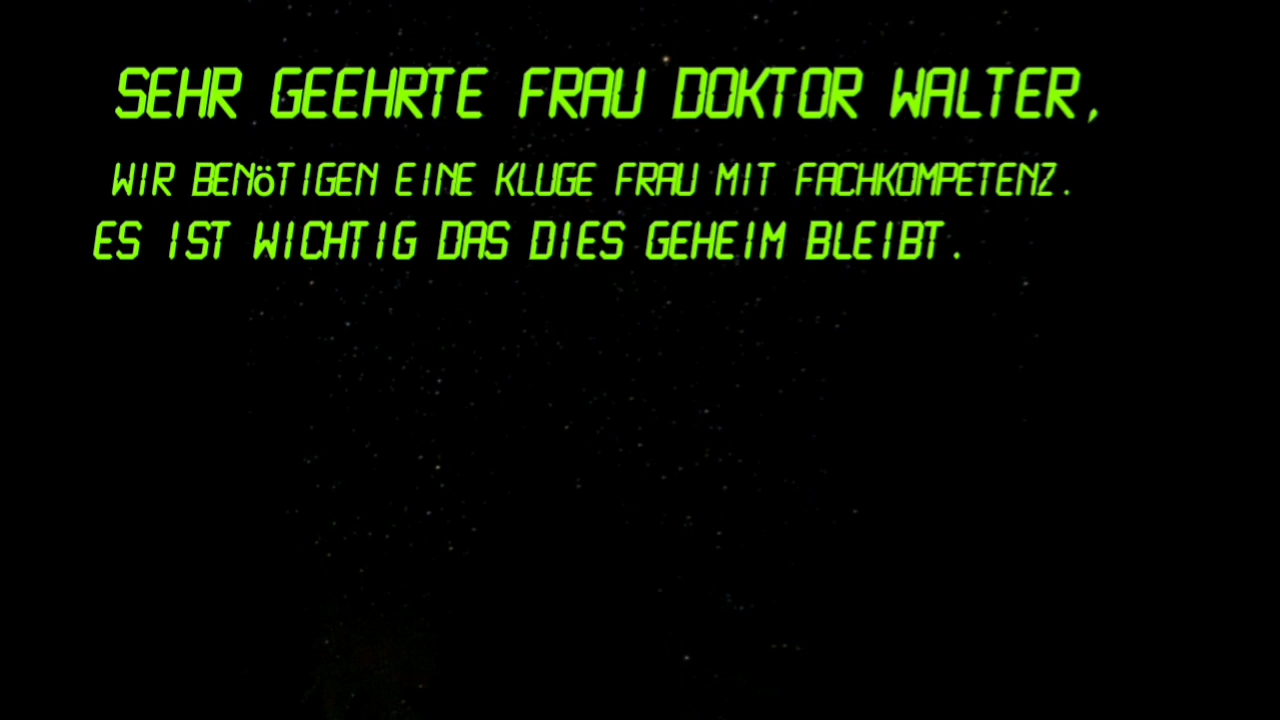 SEHR GEEHRTE FRAU DOKTOR WALTER,
WIR BENöTIGEN EINE KLUGE FRAU MIT FACHKOMPETENZ.
ES IST WICHTIG DAS DIES GEHEIM BLEIBT.